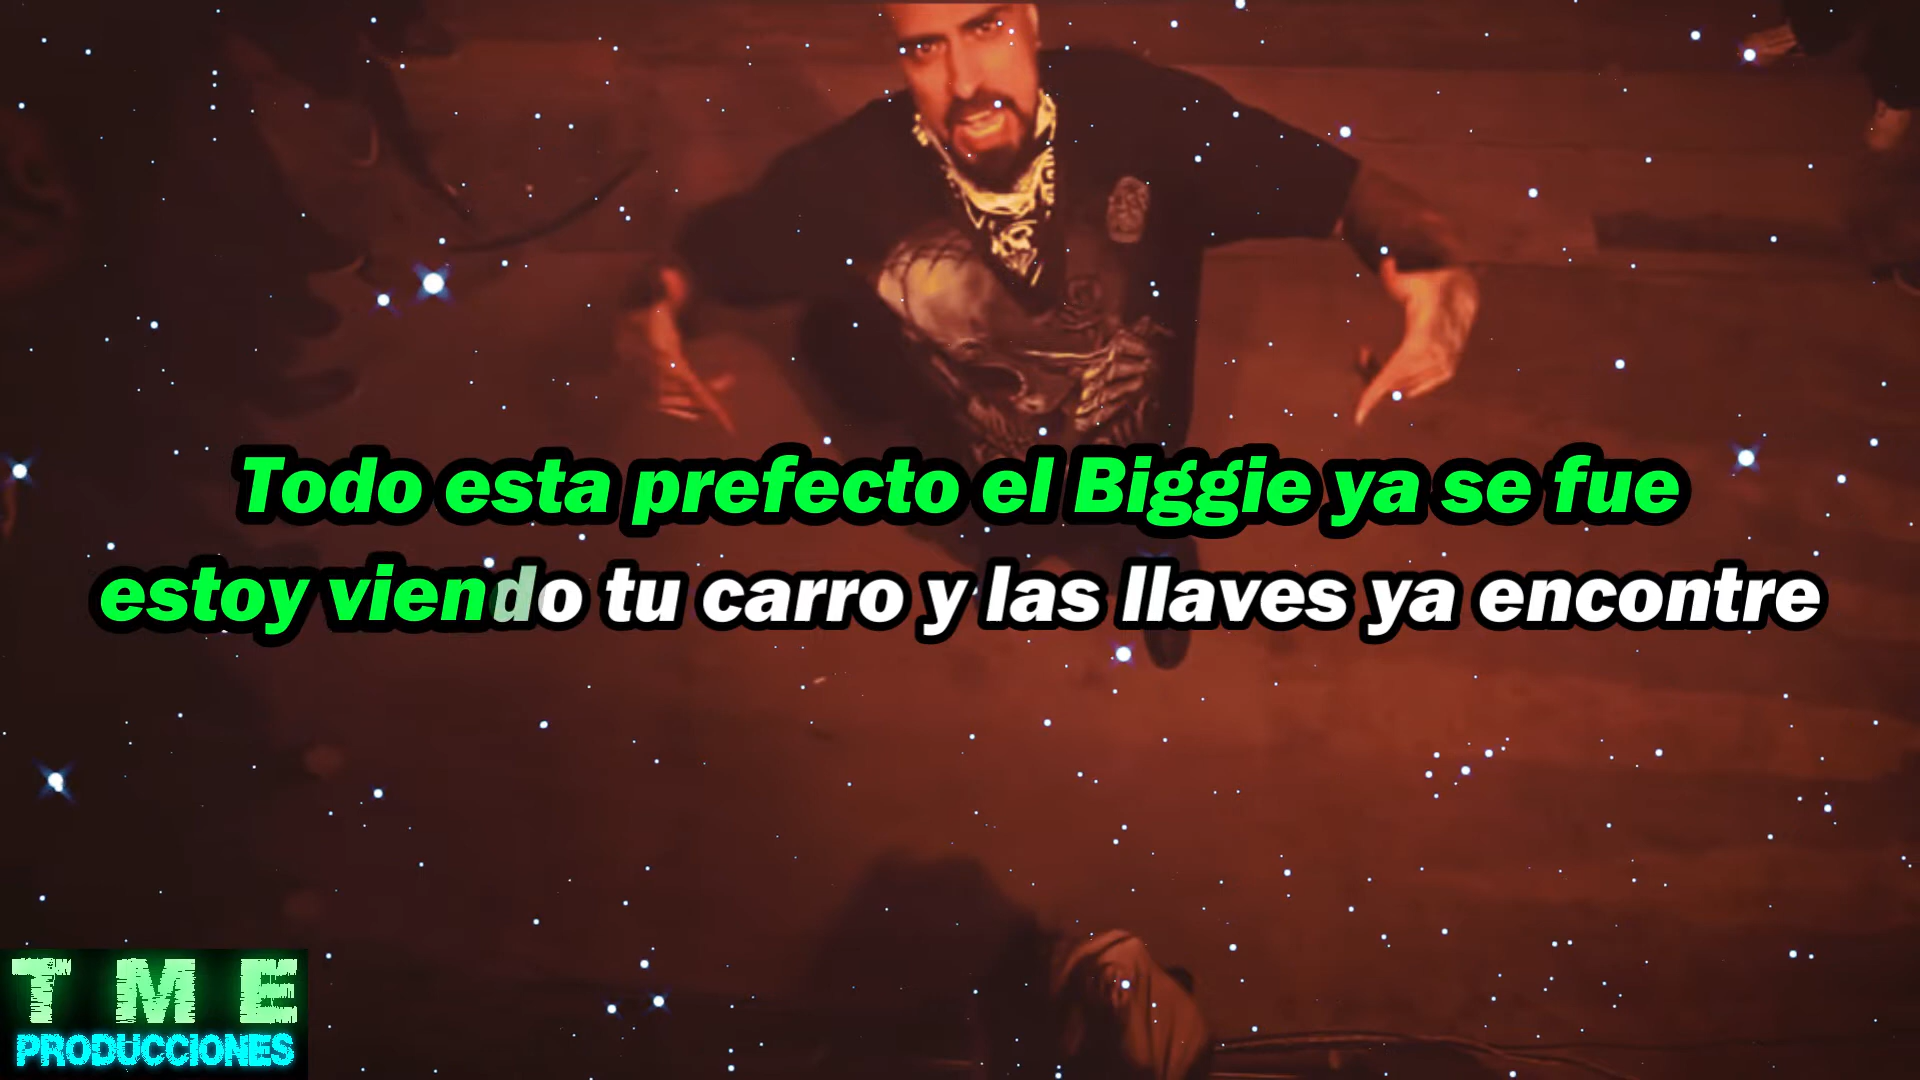 Todo esta prefecto el Biggie ya se fue
estoy viendo tu carro y las llaves ya encontre
T M E
PRODUCCIONES